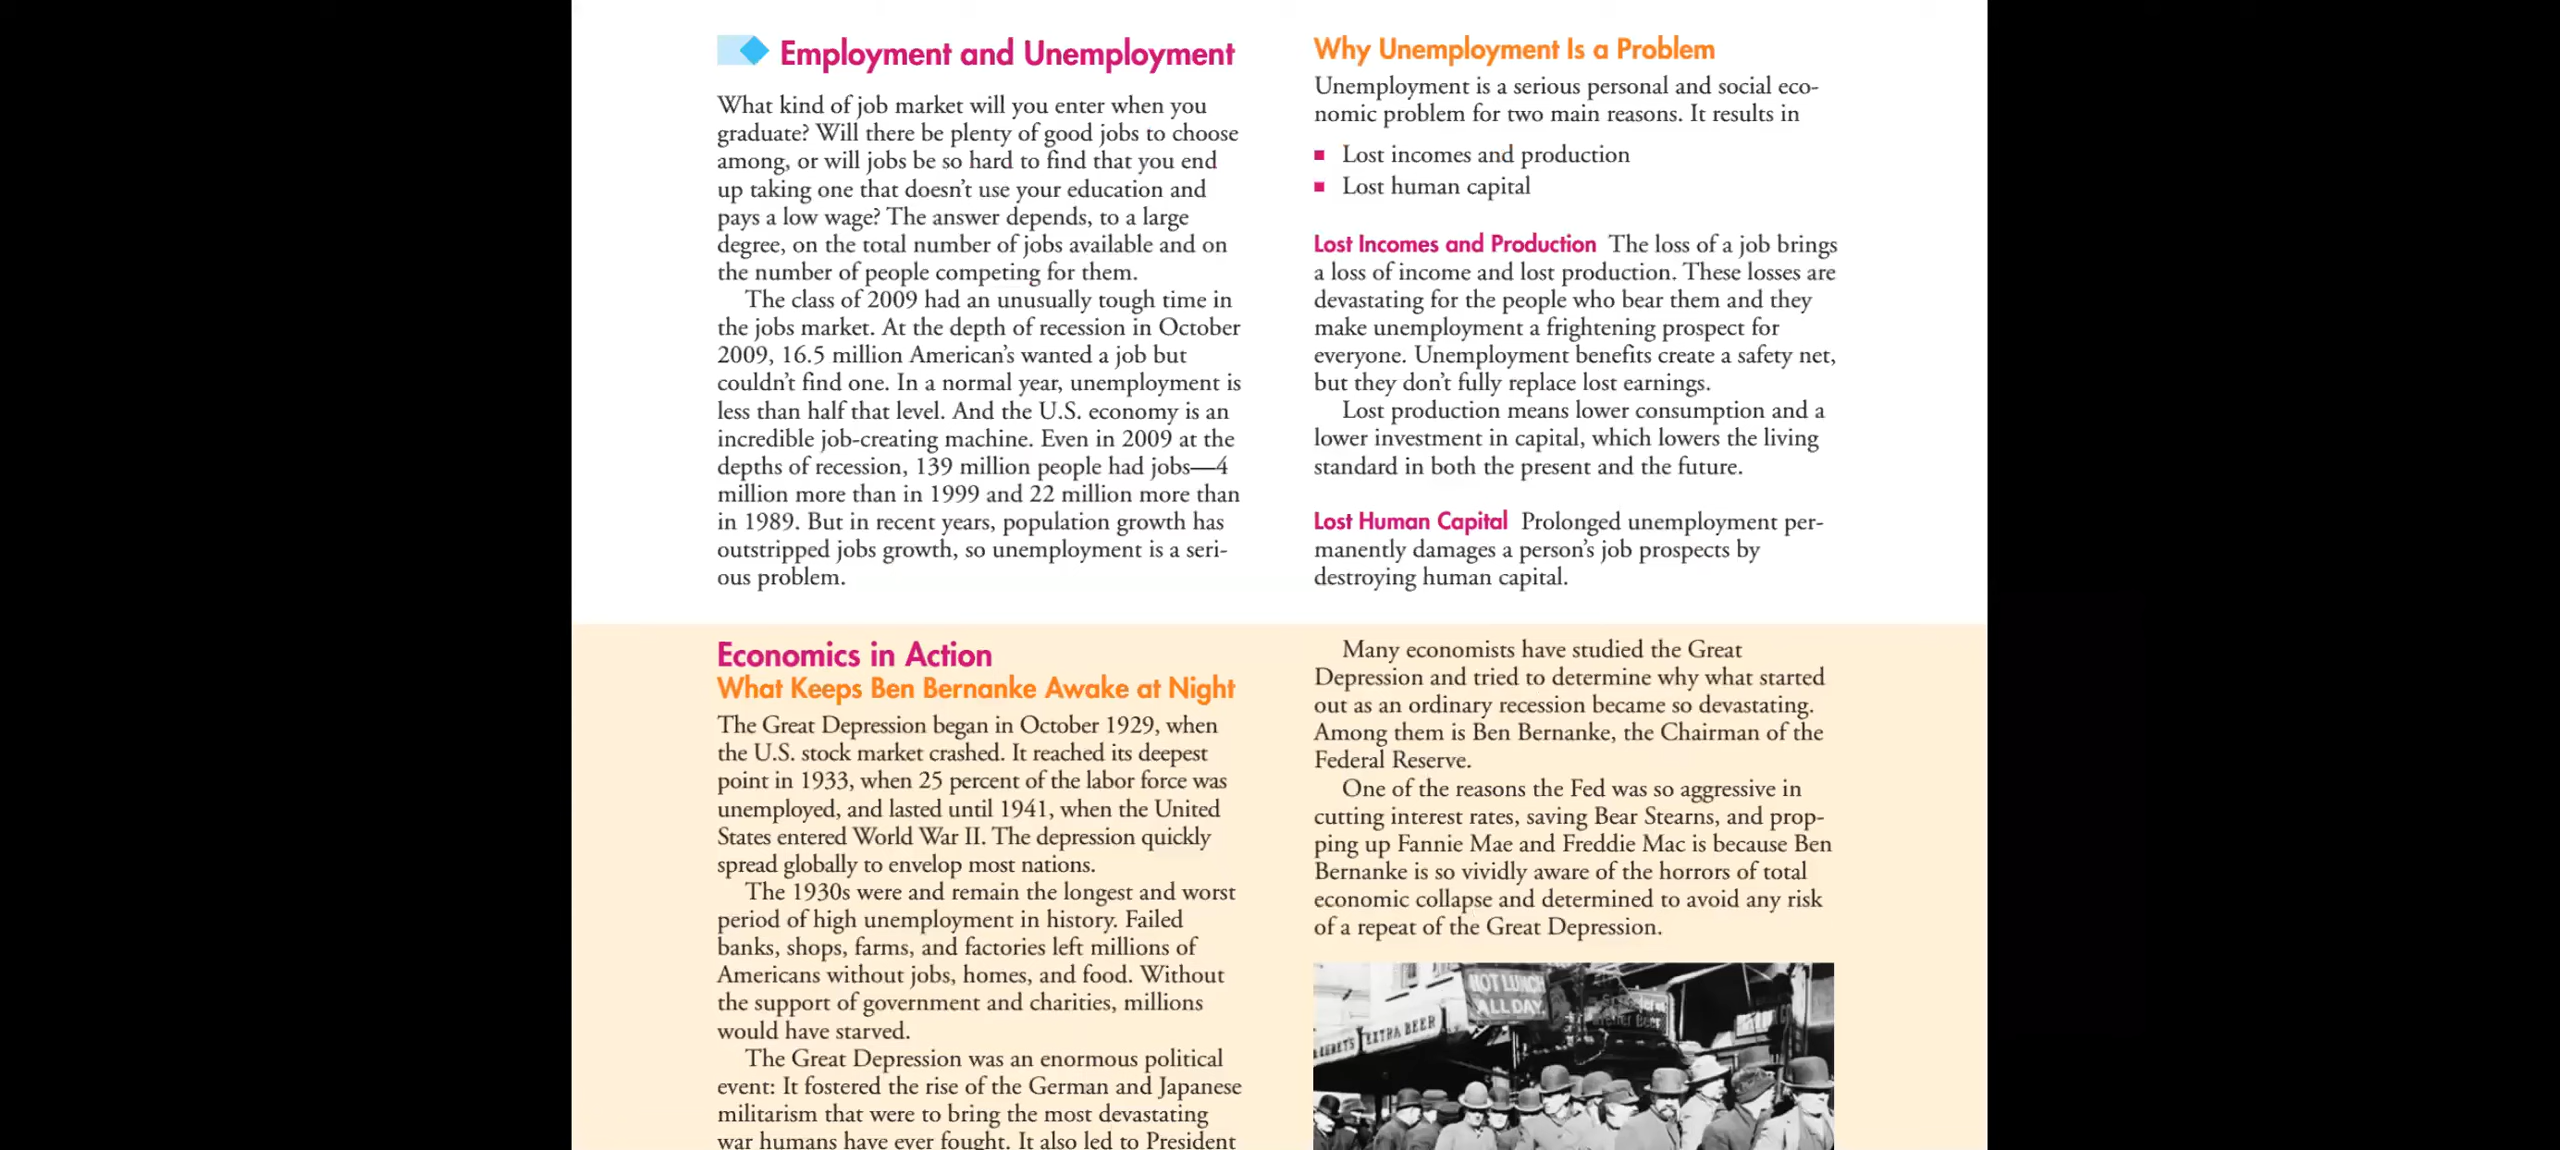 Employment and Unemployment
What kind of job market will you enter when you
graduate? Will there be plenty of good jobs to choose
among, or will jobs be so hard to find that you end
up taking one that doesn't use your education and
pays a low wage? The answer depends, to a large
degree, on the total number of jobs available and on
the number of people competing for them.
The class of 2009 had an unusually tough time in
the jobs market. At the depth of recession in October
2009, 16.5 million American's wanted a job but
couldn't find one. In a normal year, unemployment is
less than half that level. And the U.S. economy is an
incredible job-creating machine. Even in 2009 at the
depths of recession, 139 million people had jobs—4
million more than in 1999 and 22 million more than
in 1989. But in recent years, population growth has
outstripped jobs growth, so unemployment is a seri-
ous problem.
Why Unemployment Is a Problem
Unemployment is a serious personal and social eco-
nomic problem for two main reasons. It results in
■ Lost incomes and production
■ Lost human capital
Lost Incomes and Production The loss of a job brings
a loss of income and lost production. These losses are
devastating for the people who bear them and they
make unemployment a frightening prospect for
everyone. Unemployment benefits create a safety net,
but they don't fully replace lost earnings.
Lost production means lower consumption and a
lower investment in capital, which lowers the living
standard in both the present and the future.
Lost Human Capital Prolonged unemployment per-
manently damages a person's job prospects by
destroying human capital.
Economics in Action
What Keeps Ben Bernanke Awake at Night
The Great Depression began in October 1929, when
the U.S. stock market crashed. It reached its deepest
point in 1933, when 25 percent of the labor force was
unemployed, and lasted until 1941, when the United
States entered World War II. The depression quickly
spread globally to envelop most nations.
The 1930s were and remain the longest and worst
period of high unemployment in history. Failed
banks, shops, farms, and factories left millions of
Americans without jobs, homes, and food. Without
the support of government and charities, millions
would have starved.
The Great Depression was an enormous political
event: It fostered the rise of the German and Japanese
militarism that were to bring the most devastating
war humans have ever fought. It also led to President
Many economists have studied the Great
Depression and tried to determine why what started
out as an ordinary recession became so devastating.
Among them is Ben Bernanke, the Chairman of the
Federal Reserve.
One of the reasons the Fed was so aggressive in
cutting interest rates, saving Bear Stearns, and prop-
ping up Fannie Mae and Freddie Mac is because Ben
Bernanke is so vividly aware of the horrors of total
economic collapse and determined to avoid any risk
of a repeat of the Great Depression.
HOT LUNCH
ALL DAY
EXTRA BEER